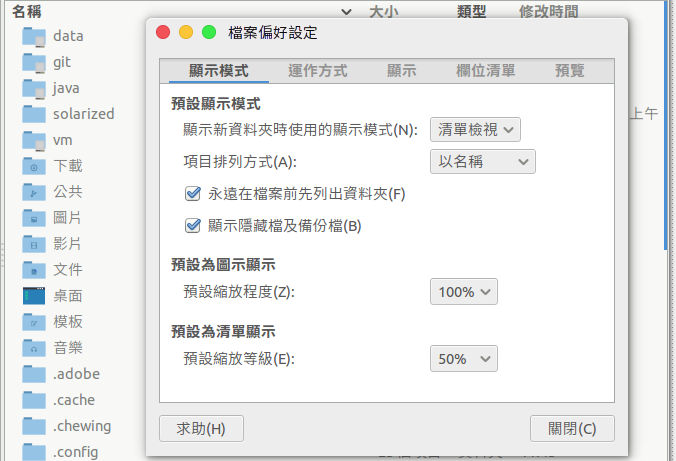 名稱 大小 類型 修改時間
檔案偏好設定
顯示模式 運作方式 顯示 欄位清單 預覽
預設顯示模式
顯示新資料夾時使用的顯示模式(N): 清單檢視
項目排列方式(A): 以名稱
永遠在檔案前先列出資料夾(F)
顯示隱藏檔及備份檔(B)
預設為圖示顯示
預設縮放程度(Z): 100%
預設為清單顯示
預設縮放等級(E): 50%
求助(H) 關閉(C)
data
git
java
solarized 上午
vm
下載
公共
圖片
影片
文件
桌面
模板
音樂
.adobe
.cache
.chewing
.config